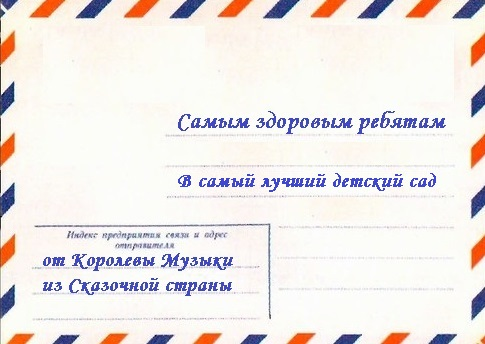 Самым здоровым ребятам
В самый лучший детский сад
Индекс предприятия связи и адрес
отправителя
от Королевы Музыки
из Сказочной страны